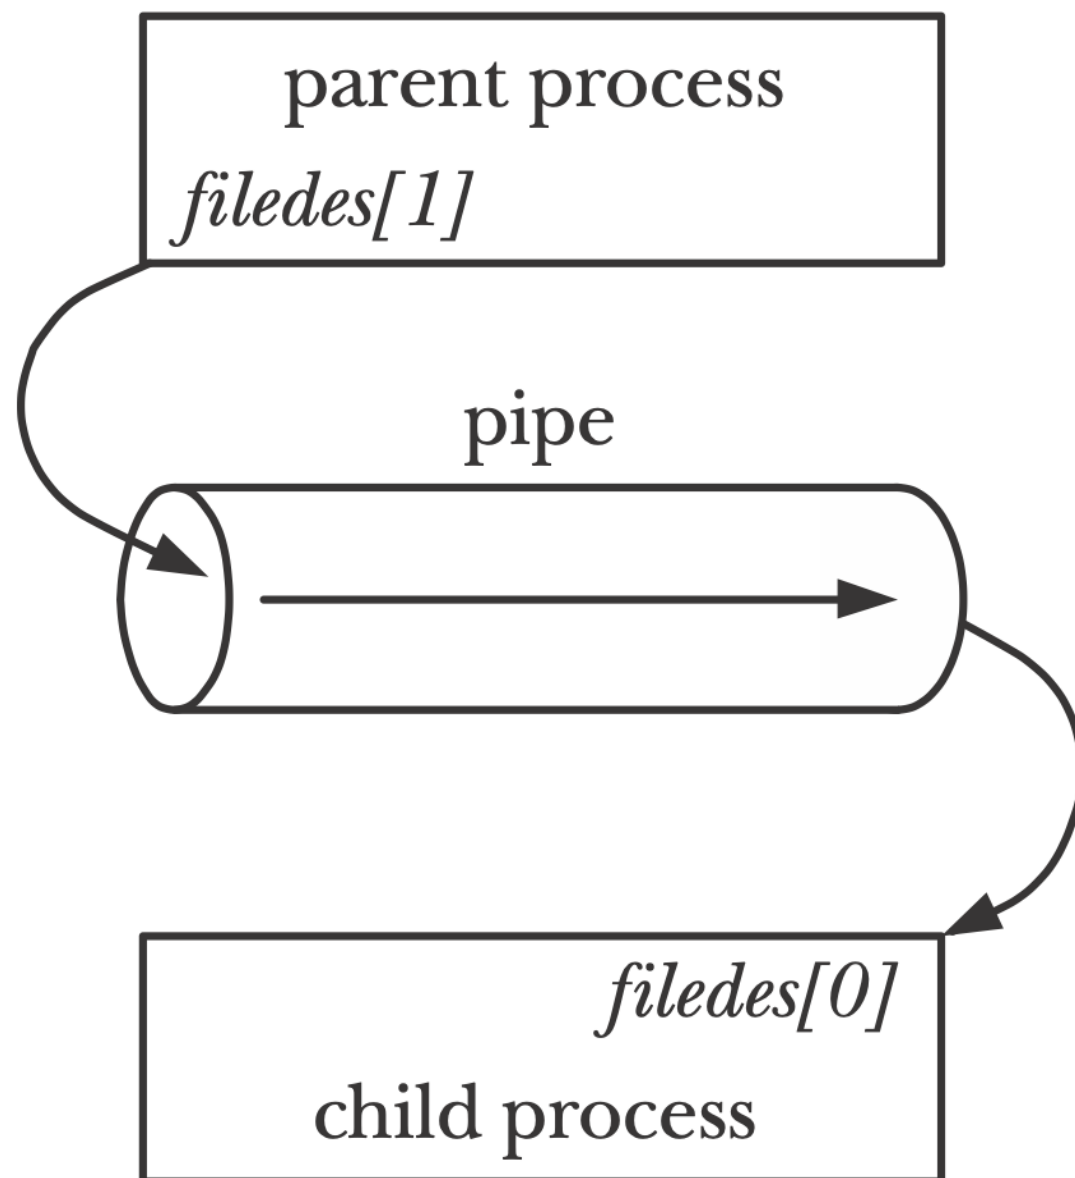 parent process
filedes[1]
pipe
filedes[0]
child process